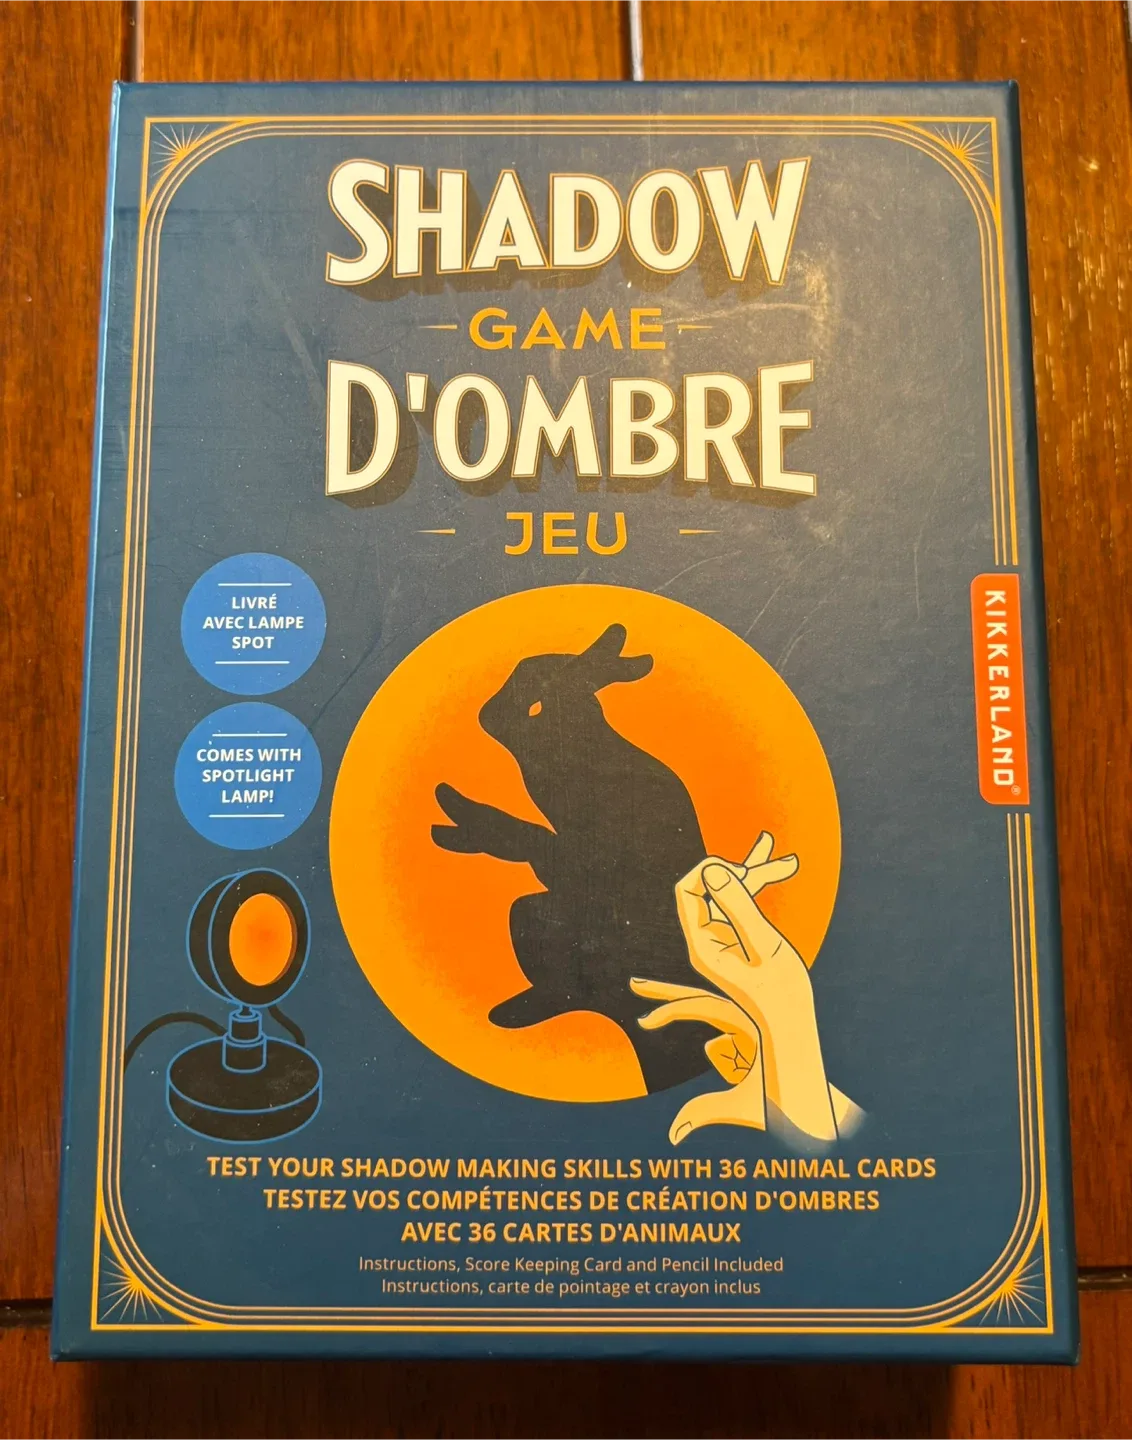 SHADOW
GAME
D'OMBRE
JEU
LIVRÉ
AVEC LAMPE
SPOT
COMES WITH
SPOTLIGHT
LAMP!
KIKKERLAND®
TEST YOUR SHADOW MAKING SKILLS WITH 36 ANIMAL CARDS
TESTEZ VOS COMPÉTENCES DE CRÉATION D'OMBRES
AVEC 36 CARTES D'ANIMAUX
Instructions, Score Keeping Card and Pencil Included
Instructions, carte de pointage et crayon inclus